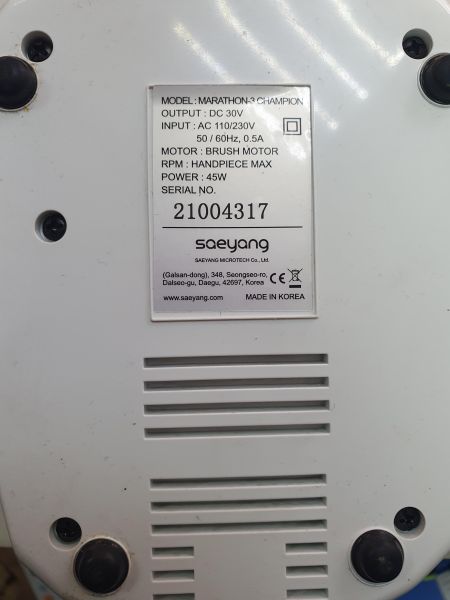 MODEL : MARATHON-3 CHAMPION
OUTPUT : DC 30V
INPUT : AC 110/230V
50 / 60Hz, 0.5A
MOTOR : BRUSH MOTOR
RPM : HANDPIECE MAX
POWER : 45W
SERIAL NO.
21004317
saeyang
SAEYANG MICROTECH Co., Ltd.
(Galsan-dong), 348, Seongseo-ro,
Dalseo-gu, Daegu, 42697, Korea
CE
www.saeyang.com MADE IN KOREA